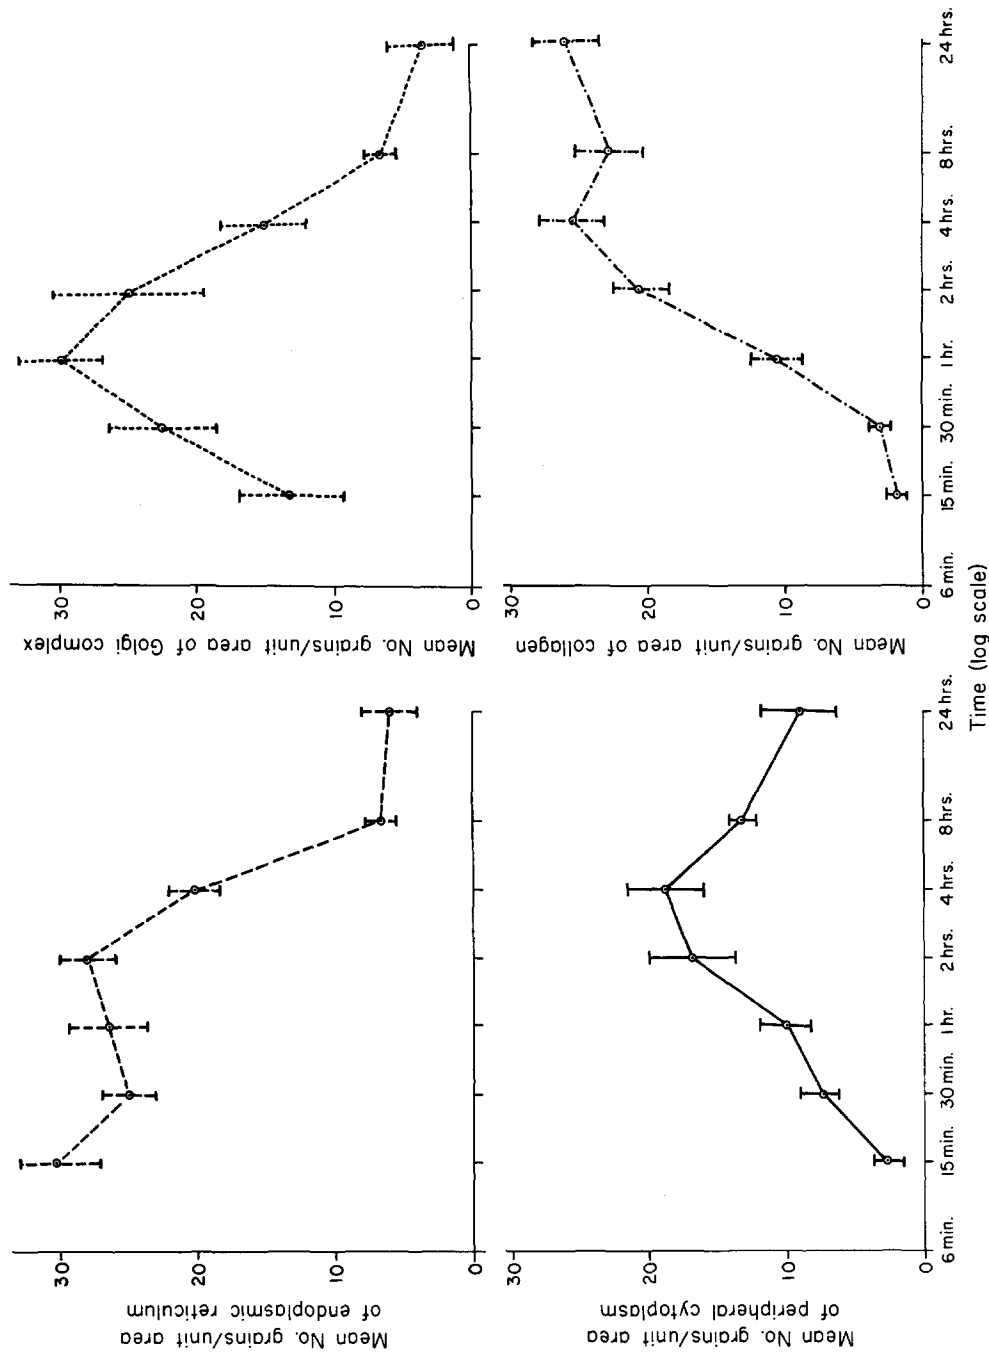 Mean No. grains/unit area
of endoplasmic reticulum
30
20
10
0
Mean No. grains/unit area of Golgi complex
30
20
10
0
Mean No. grains/unit area
of peripheral cytoplasm
30
20
10
0
6 min. 15 min. 30 min. 1 hr. 2 hrs. 4 hrs. 8 hrs. 24 hrs.
Mean No. grains/unit area of collagen
30
20
10
0
6 min. 15 min. 30 min. 1 hr. 2 hrs. 4 hrs. 8 hrs. 24 hrs.
Time (log scale)